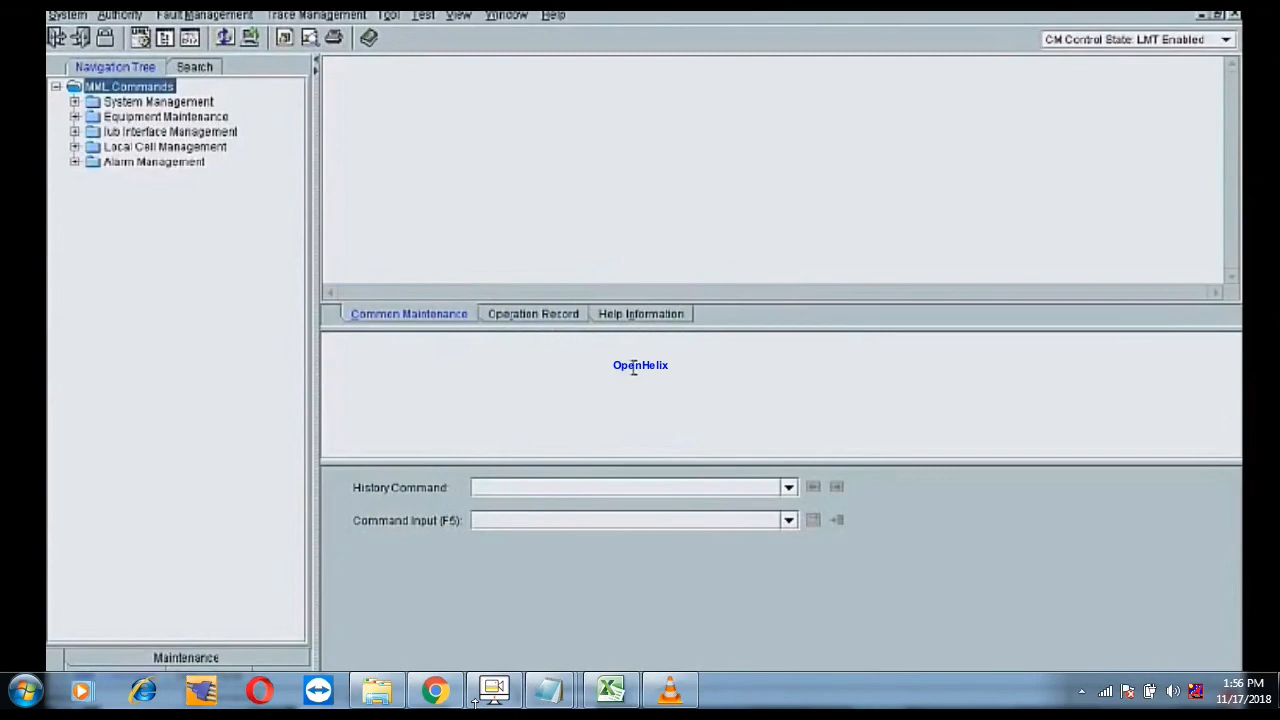 System Authority Fault Management Trace Management Tool Test View Window Help
CM Control State: LMT Enabled
Navigation Tree Search
MML Commands
System Management
Equipment Maintenance
Iub Interface Management
Local Cell Management
Alarm Management
Common Maintenance Operation Record Help Information
OpenHelix
History Command:
Command Input (F5):
Maintenance
1:56 PM
11/17/2018